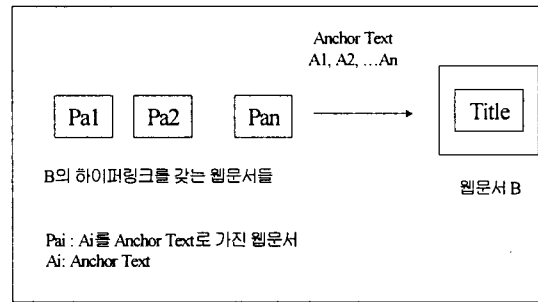 Anchor Text
A1, A2, …An
Pa1
Pa2
Pan
Title
B의 하이퍼링크를 갖는 웹문서들
웹문서 B
Pai : Ai를 Anchor Text로 가진 웹문서
Ai: Anchor Text